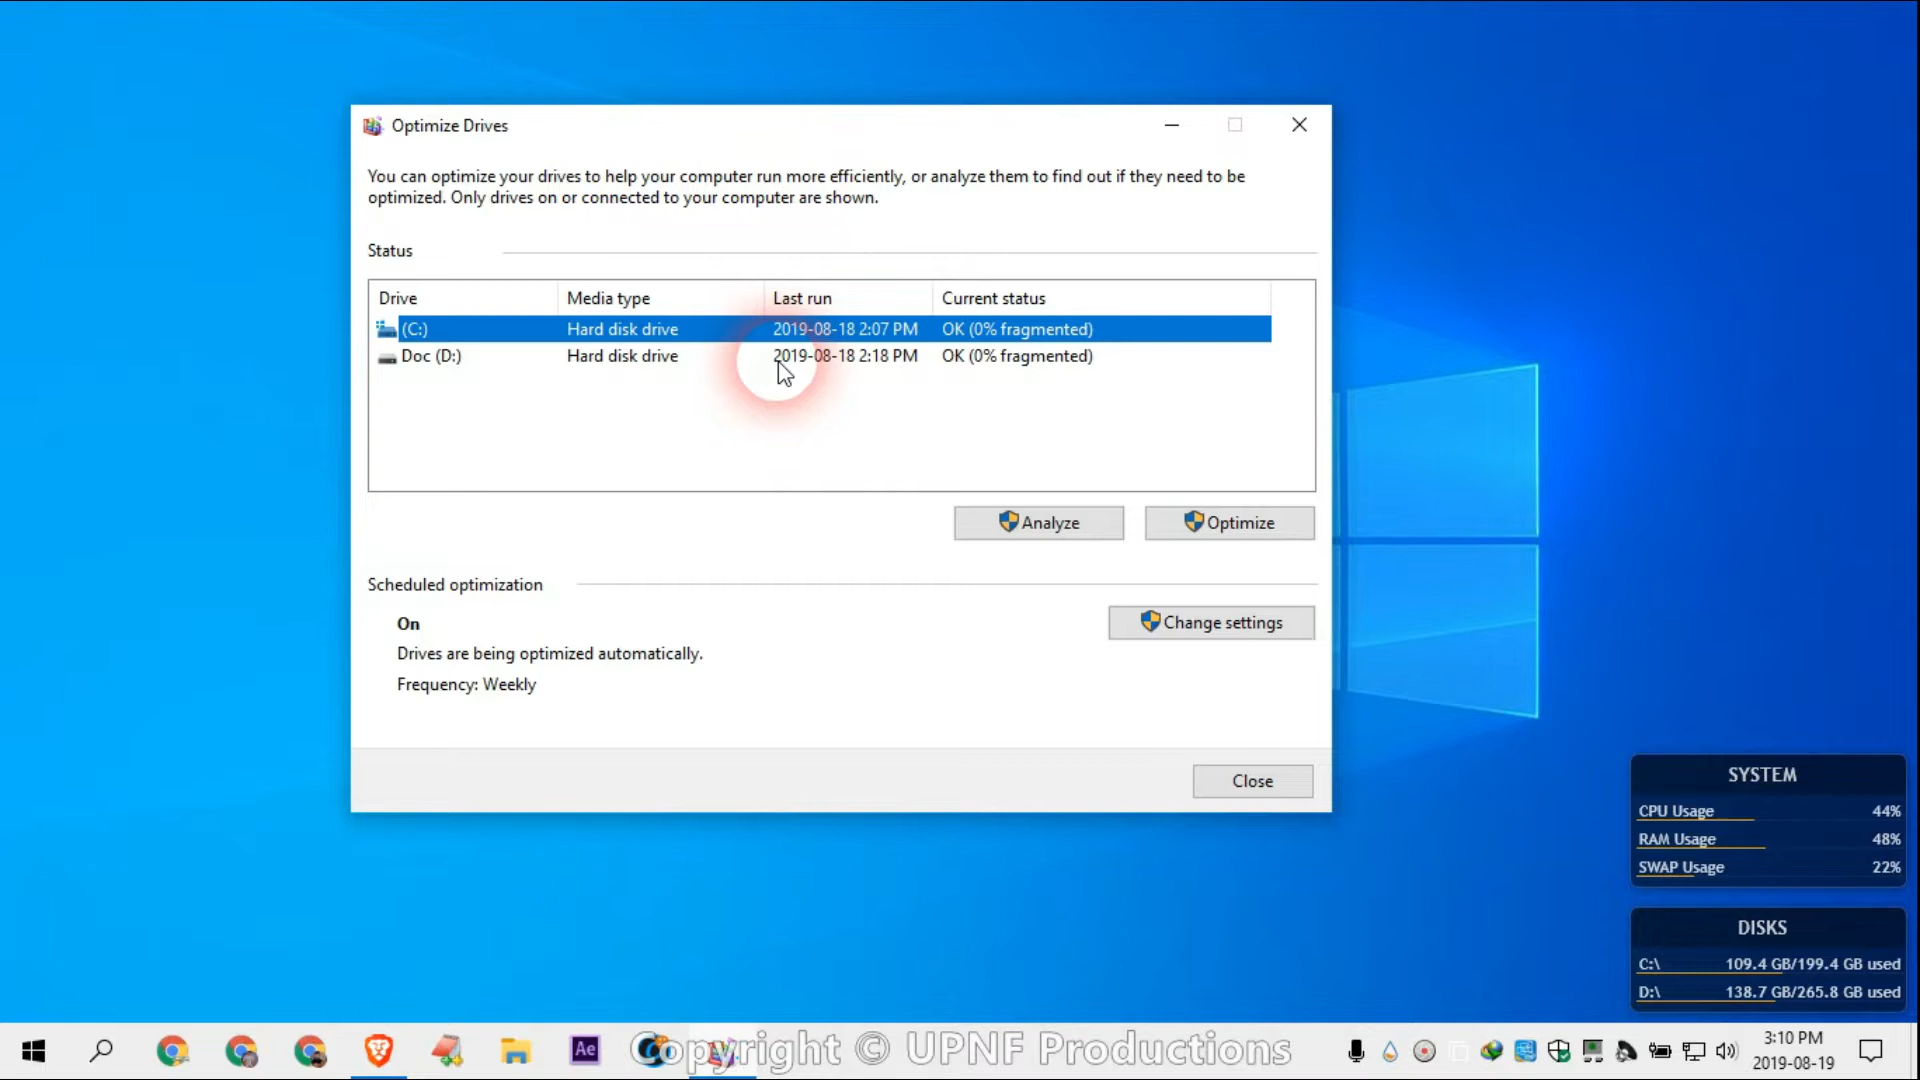 Optimize Drives
You can optimize your drives to help your computer run more efficiently, or analyze them to find out if they need to be
optimized. Only drives on or connected to your computer are shown.
Status
Drive Media type Last run Current status
(C:) Hard disk drive 2019-08-18 2:07 PM OK (0% fragmented)
Doc (D:) Hard disk drive 2019-08-18 2:18 PM OK (0% fragmented)
Analyze Optimize
Scheduled optimization
On
Change settings
Drives are being optimized automatically.
Frequency: Weekly
Close
SYSTEM
CPU Usage 44%
RAM Usage 48%
SWAP Usage 22%
DISKS
C:\ 109.4 GB/199.4 GB used
D:\ 138.7 GB/265.8 GB used
Ae
Copyright © UPNF Productions
3:10 PM
2019-08-19